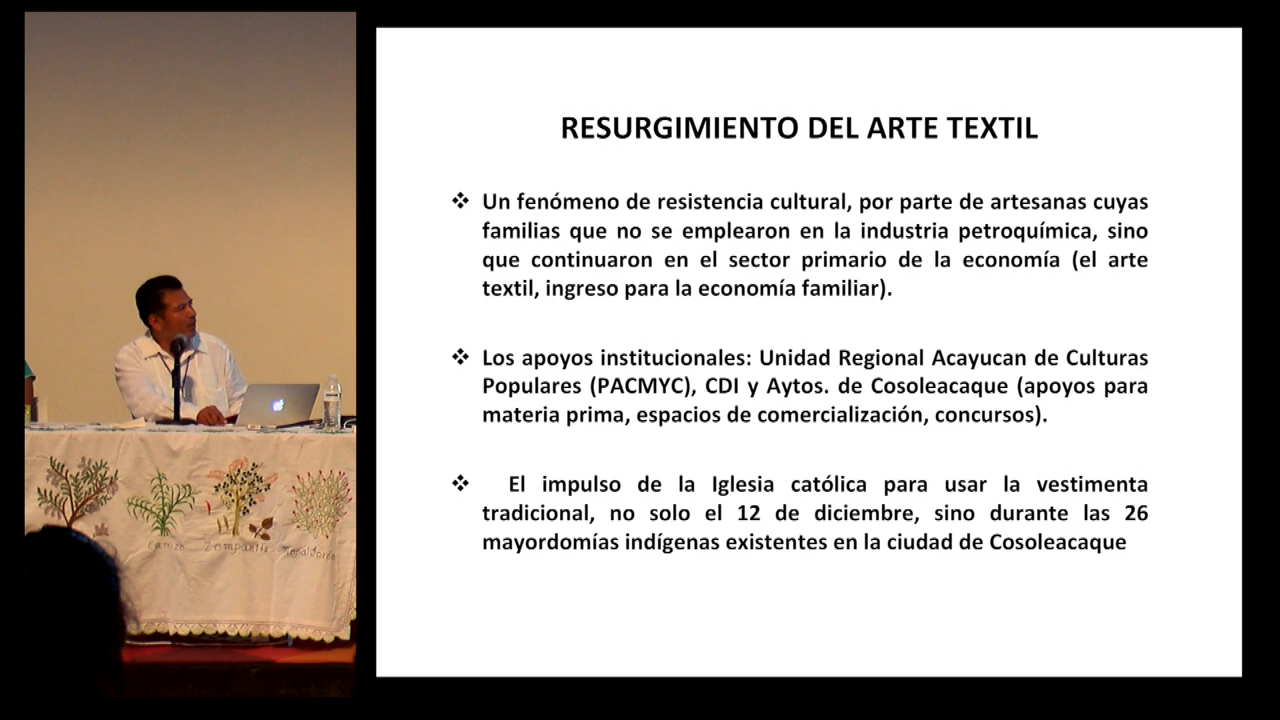 RESURGIMIENTO DEL ARTE TEXTIL
❖ Un fenómeno de resistencia cultural, por parte de artesanas cuyas
familias que no se emplearon en la industria petroquímica, sino
que continuaron en el sector primario de la economía (el arte
textil, ingreso para la economía familiar).
❖ Los apoyos institucionales: Unidad Regional Acayucan de Culturas
Populares (PACMYC), CDI y Aytos. de Cosoleacaque (apoyos para
materia prima, espacios de comercialización, concursos).
❖ El impulso de la Iglesia católica para usar la vestimenta
tradicional, no solo el 12 de diciembre, sino durante las 26
mayordomías indígenas existentes en la ciudad de Cosoleacaque